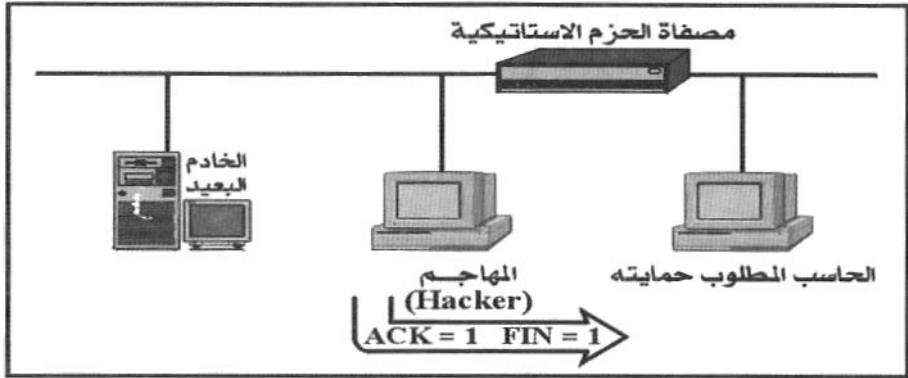 مصفاة الحزم الاستاتيكية
الخادم
البعيد
المهاجم
(Hacker)
الحاسب المطلوب حمايته
ACK = 1 FIN = 1